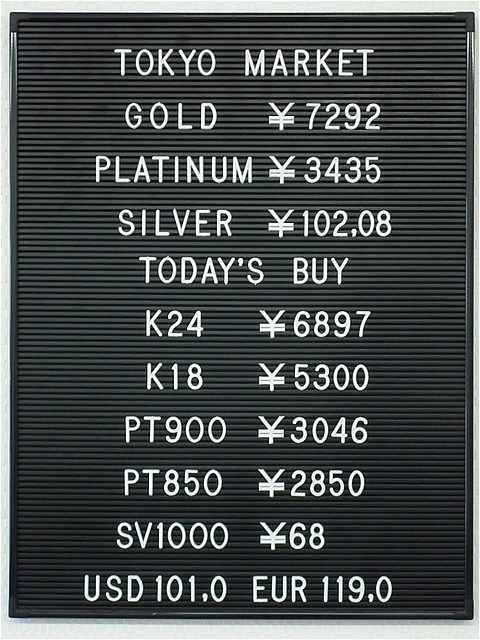 TOKYO MARKET
GOLD ¥7292
PLATINUM ¥3435
SILVER ¥102.08
TODAY'S BUY
K24 ¥6897
K18 ¥5300
PT900 ¥3046
PT850 ¥2850
SV1000 ¥68
USD 101.0 EUR 119.0